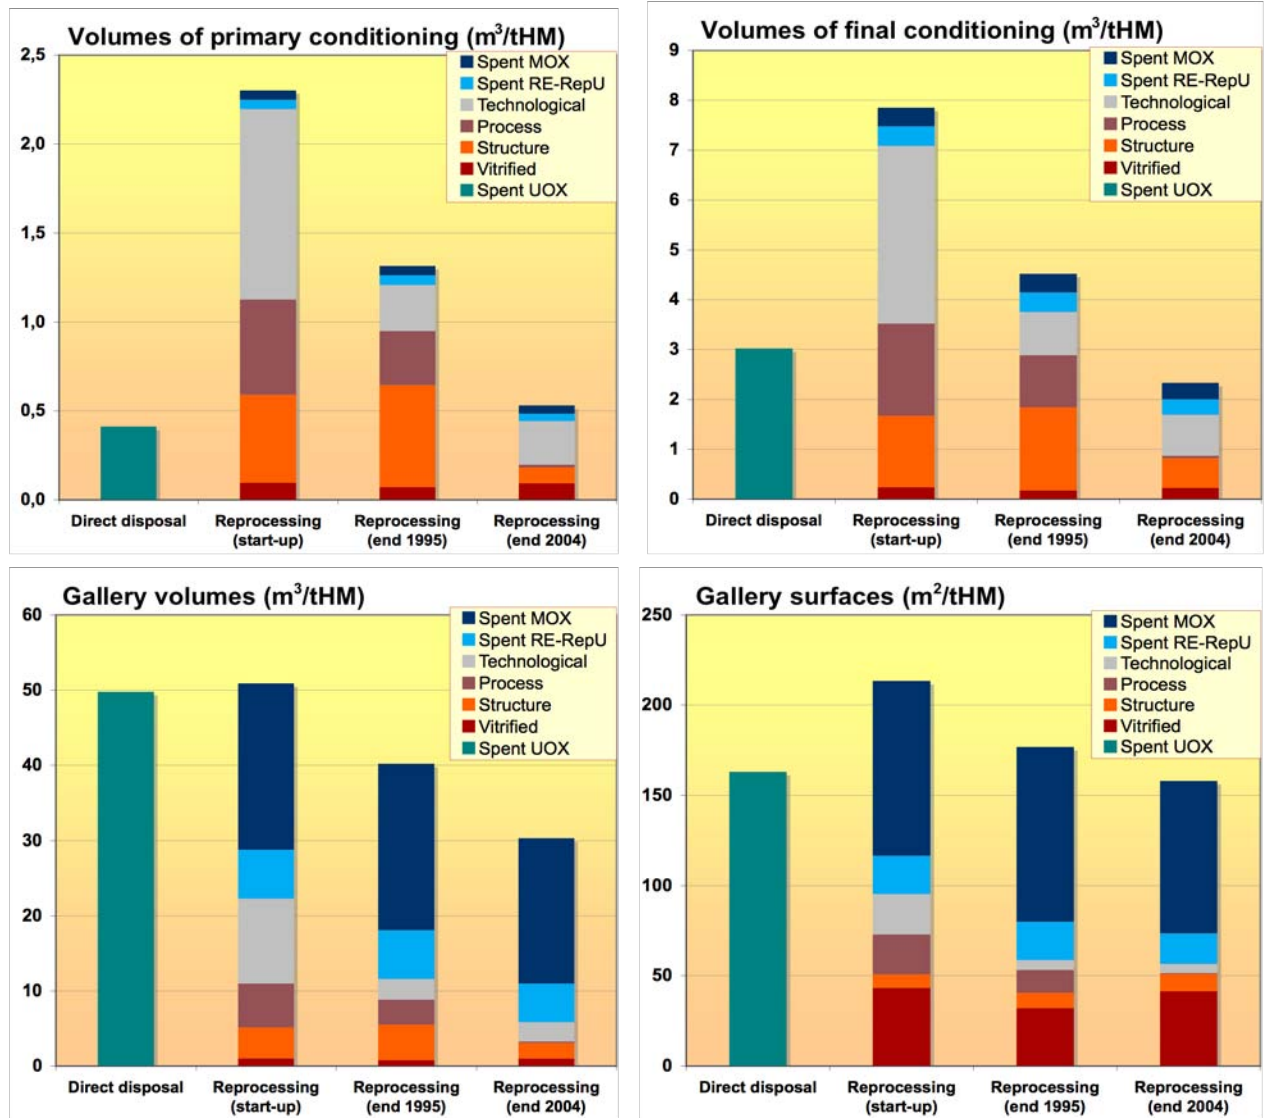 Volumes of primary conditioning (m³/tHM)
2,5
2,0
1,5
1,0
0,5
0,0
Spent MOX
Spent RE-RepU
Technological
Process
Structure
Vitrified
Spent UOX
Direct disposal
Reprocessing
(start-up)
Reprocessing
(end 1995)
Reprocessing
(end 2004)
Volumes of final conditioning (m³/tHM)
9
8
7
6
5
4
3
2
1
0
Spent MOX
Spent RE-RepU
Technological
Process
Structure
Vitrified
Spent UOX
Direct disposal
Reprocessing
(start-up)
Reprocessing
(end 1995)
Reprocessing
(end 2004)
Gallery volumes (m³/tHM)
60
50
40
30
20
10
0
Spent MOX
Spent RE-RepU
Technological
Process
Structure
Vitrified
Spent UOX
Direct disposal
Reprocessing
(start-up)
Reprocessing
(end 1995)
Reprocessing
(end 2004)
Gallery surfaces (m²/tHM)
250
200
150
100
50
0
Spent MOX
Spent RE-RepU
Technological
Process
Structure
Vitrified
Spent UOX
Direct disposal
Reprocessing
(start-up)
Reprocessing
(end 1995)
Reprocessing
(end 2004)